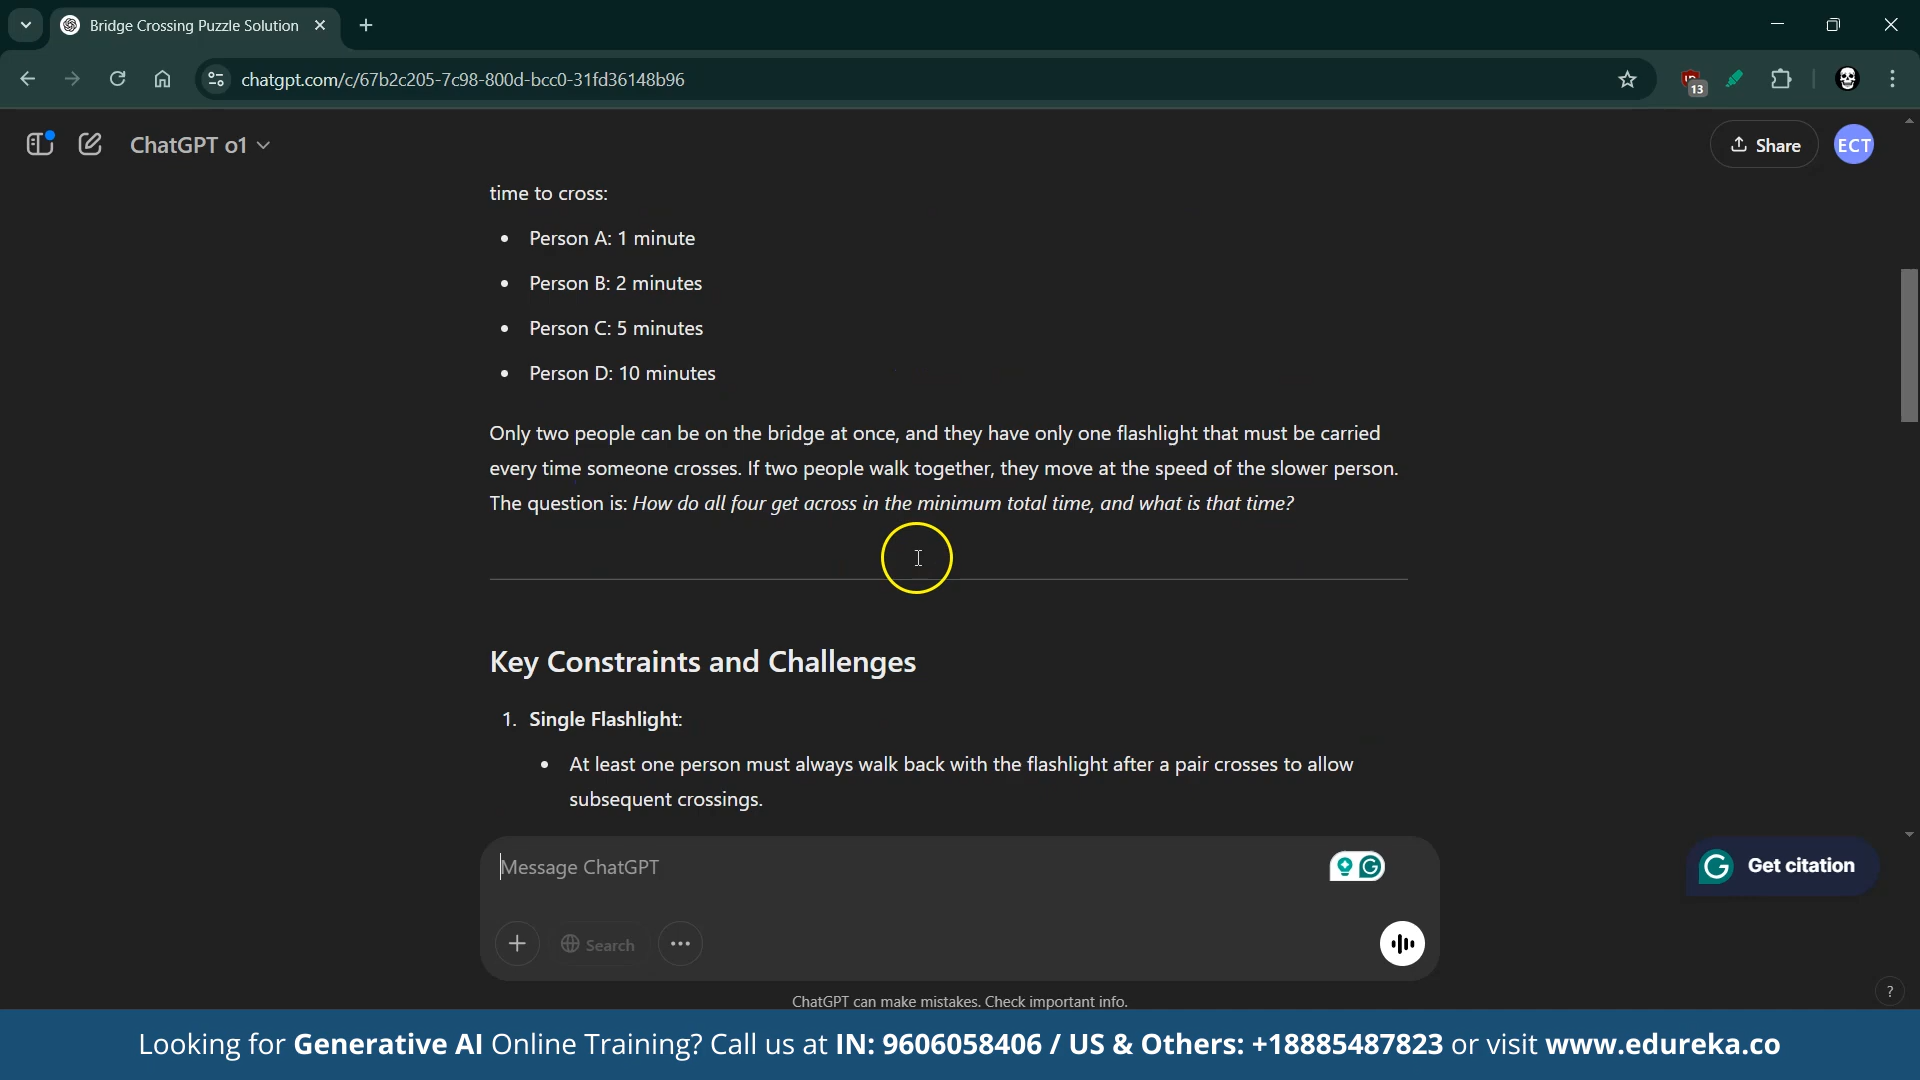 Bridge Crossing Puzzle Solution
chatgpt.com/c/67b2c205-7c98-800d-bcc0-31fd36148b96
13
ChatGPT o1
Share
ECT
time to cross:
• Person A: 1 minute
• Person B: 2 minutes
• Person C: 5 minutes
• Person D: 10 minutes
Only two people can be on the bridge at once, and they have only one flashlight that must be carried
every time someone crosses. If two people walk together, they move at the speed of the slower person.
The question is: How do all four get across in the minimum total time, and what is that time?
Key Constraints and Challenges
1. Single Flashlight:
• At least one person must always walk back with the flashlight after a pair crosses to allow
subsequent crossings.
Message ChatGPT
Get citation
Search
ChatGPT can make mistakes. Check important info.
?
Looking for Generative AI Online Training? Call us at IN: 9606058406 / US & Others: +18885487823 or visit www.edureka.co